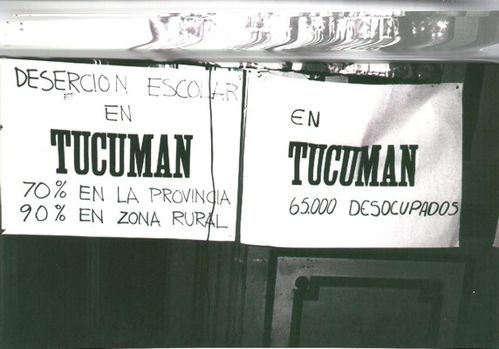 DESERCION ESCOLAR
EN
TUCUMAN
70% EN LA PROVINCIA
90% EN ZONA RURAL
EN
TUCUMAN
65.000 DESOCUPADOS